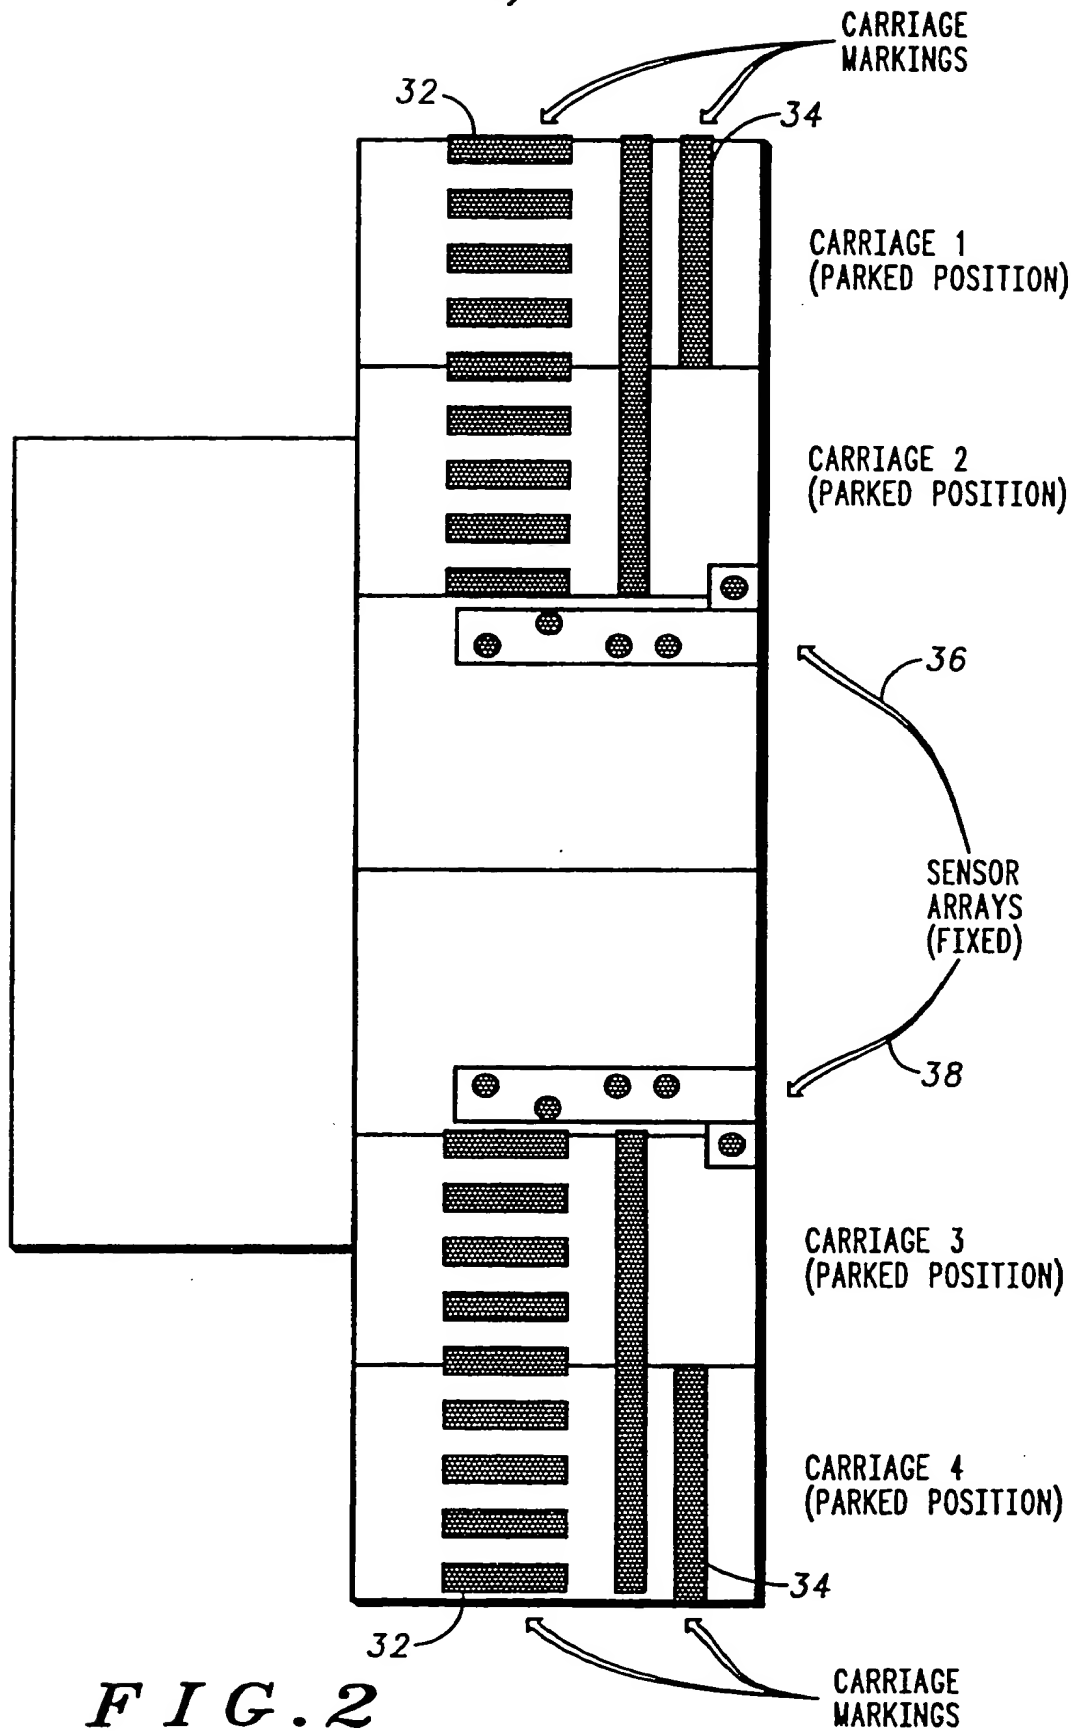 CARRIAGE
MARKINGS
32
34
CARRIAGE 1
(PARKED POSITION)
CARRIAGE 2
(PARKED POSITION)
36
SENSOR
ARRAYS
(FIXED)
38
CARRIAGE 3
(PARKED POSITION)
CARRIAGE 4
(PARKED POSITION)
34
32
CARRIAGE
MARKINGS
FIG.2